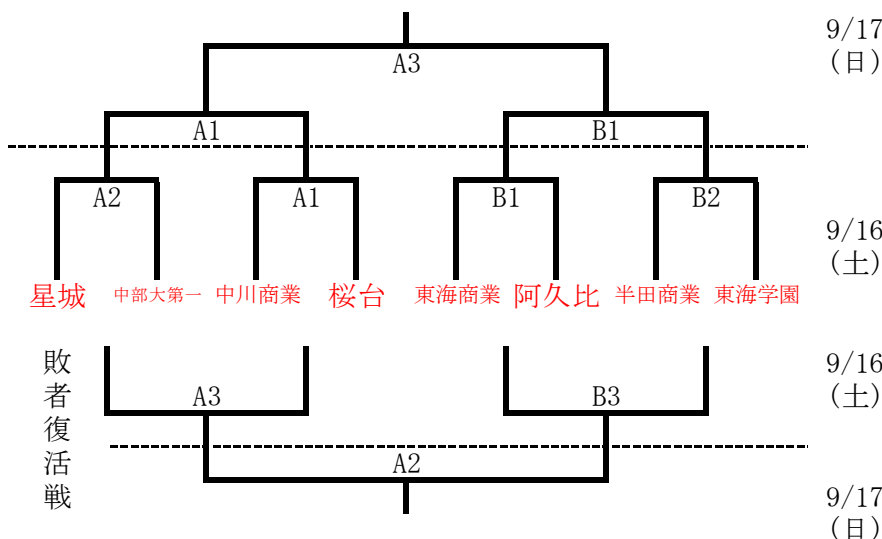 9/17
(日)
A3
A1
B1
A2
A1
B1
B2
9/16
(土)
星城
中部大第一
中川商業
桜台
東海商業
阿久比
半田商業
東海学園
敗者復活戦
9/16
(土)
A3
B3
A2
9/17
(日)